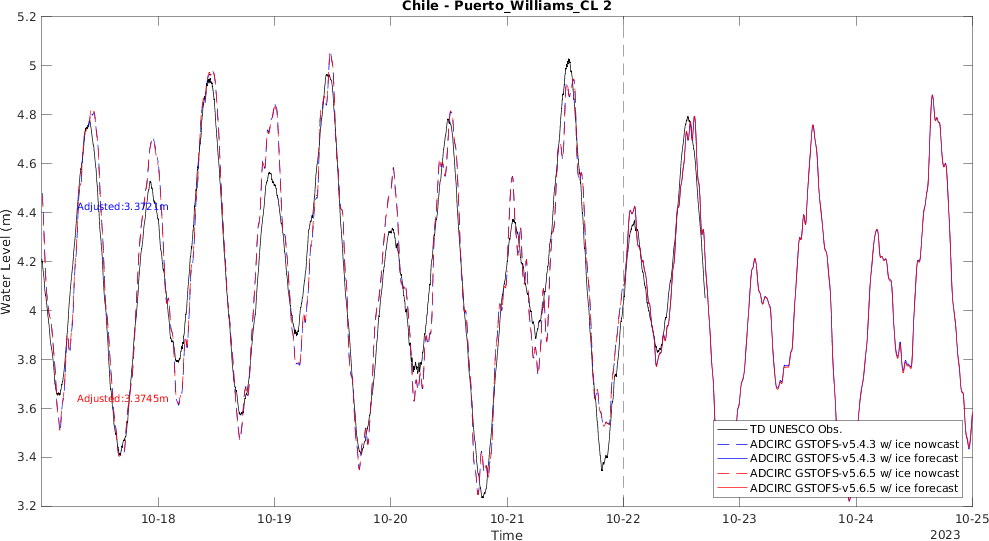 Chile - Puerto_Williams_CL 2
5.2
5
4.8
4.6
4.4
4.2
4
3.8
3.6
3.4
3.2
Water Level (m)
Adjusted:3.3721m
Adjusted:3.3745m
TD UNESCO Obs.
ADCIRC GSTOFS-v5.4.3 w/ ice nowcast
ADCIRC GSTOFS-v5.4.3 w/ ice forecast
ADCIRC GSTOFS-v5.6.5 w/ ice nowcast
ADCIRC GSTOFS-v5.6.5 w/ ice forecast
10-18 10-19 10-20 10-21 10-22 10-23 10-24 10-25
Time
2023